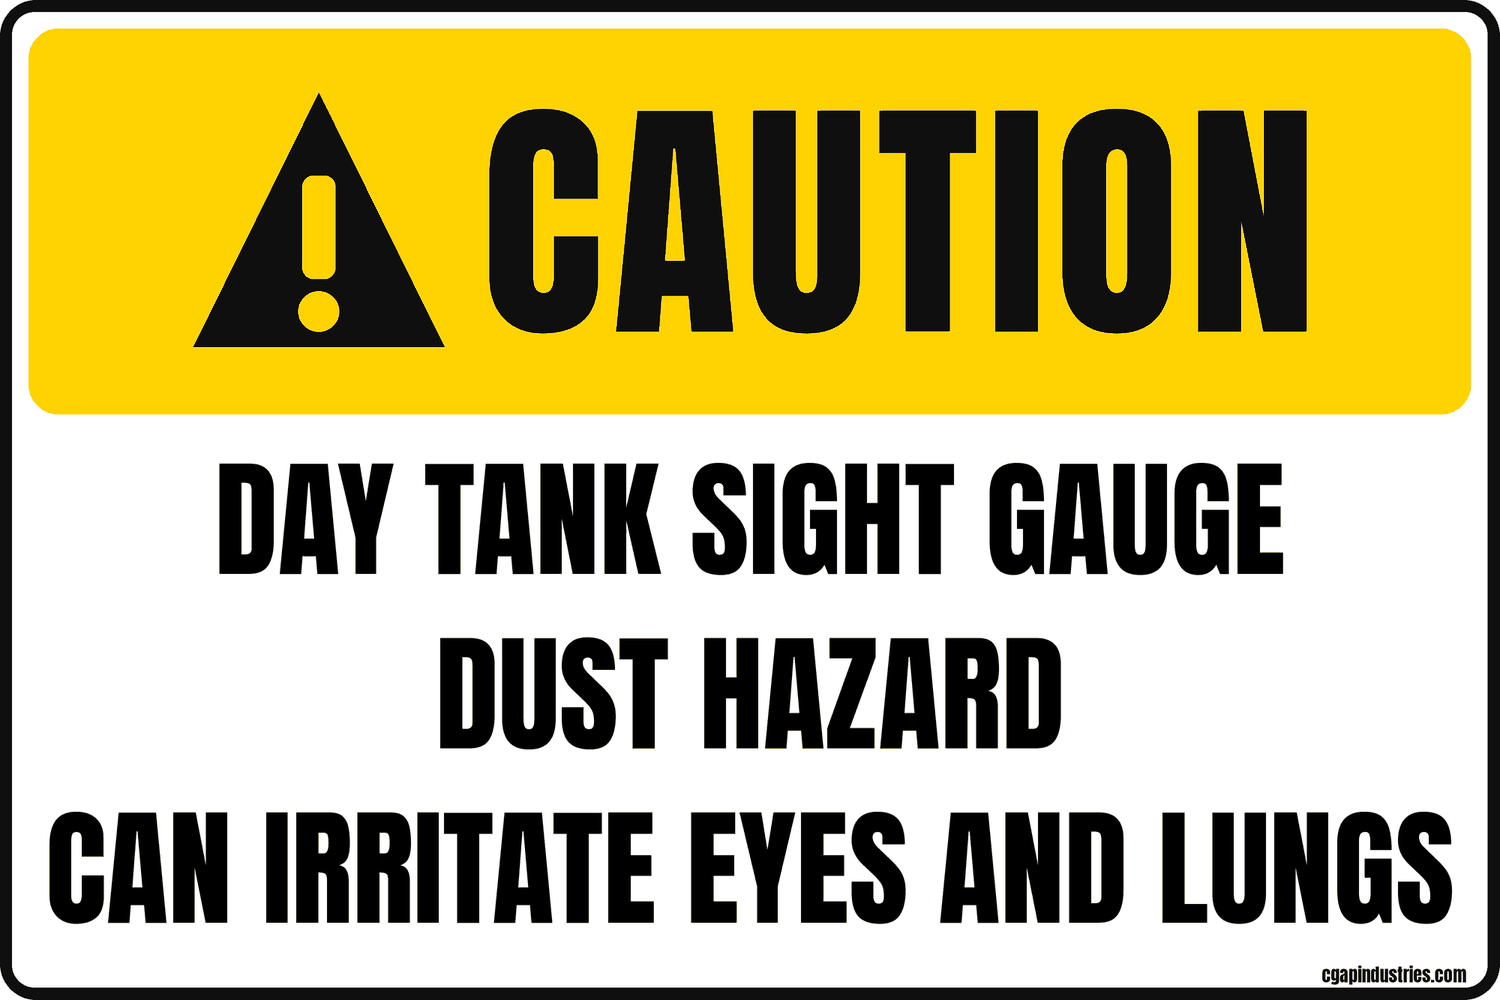 CAUTION
DAY TANK SIGHT GAUGE
DUST HAZARD
CAN IRRITATE EYES AND LUNGS
cgapindustries.com